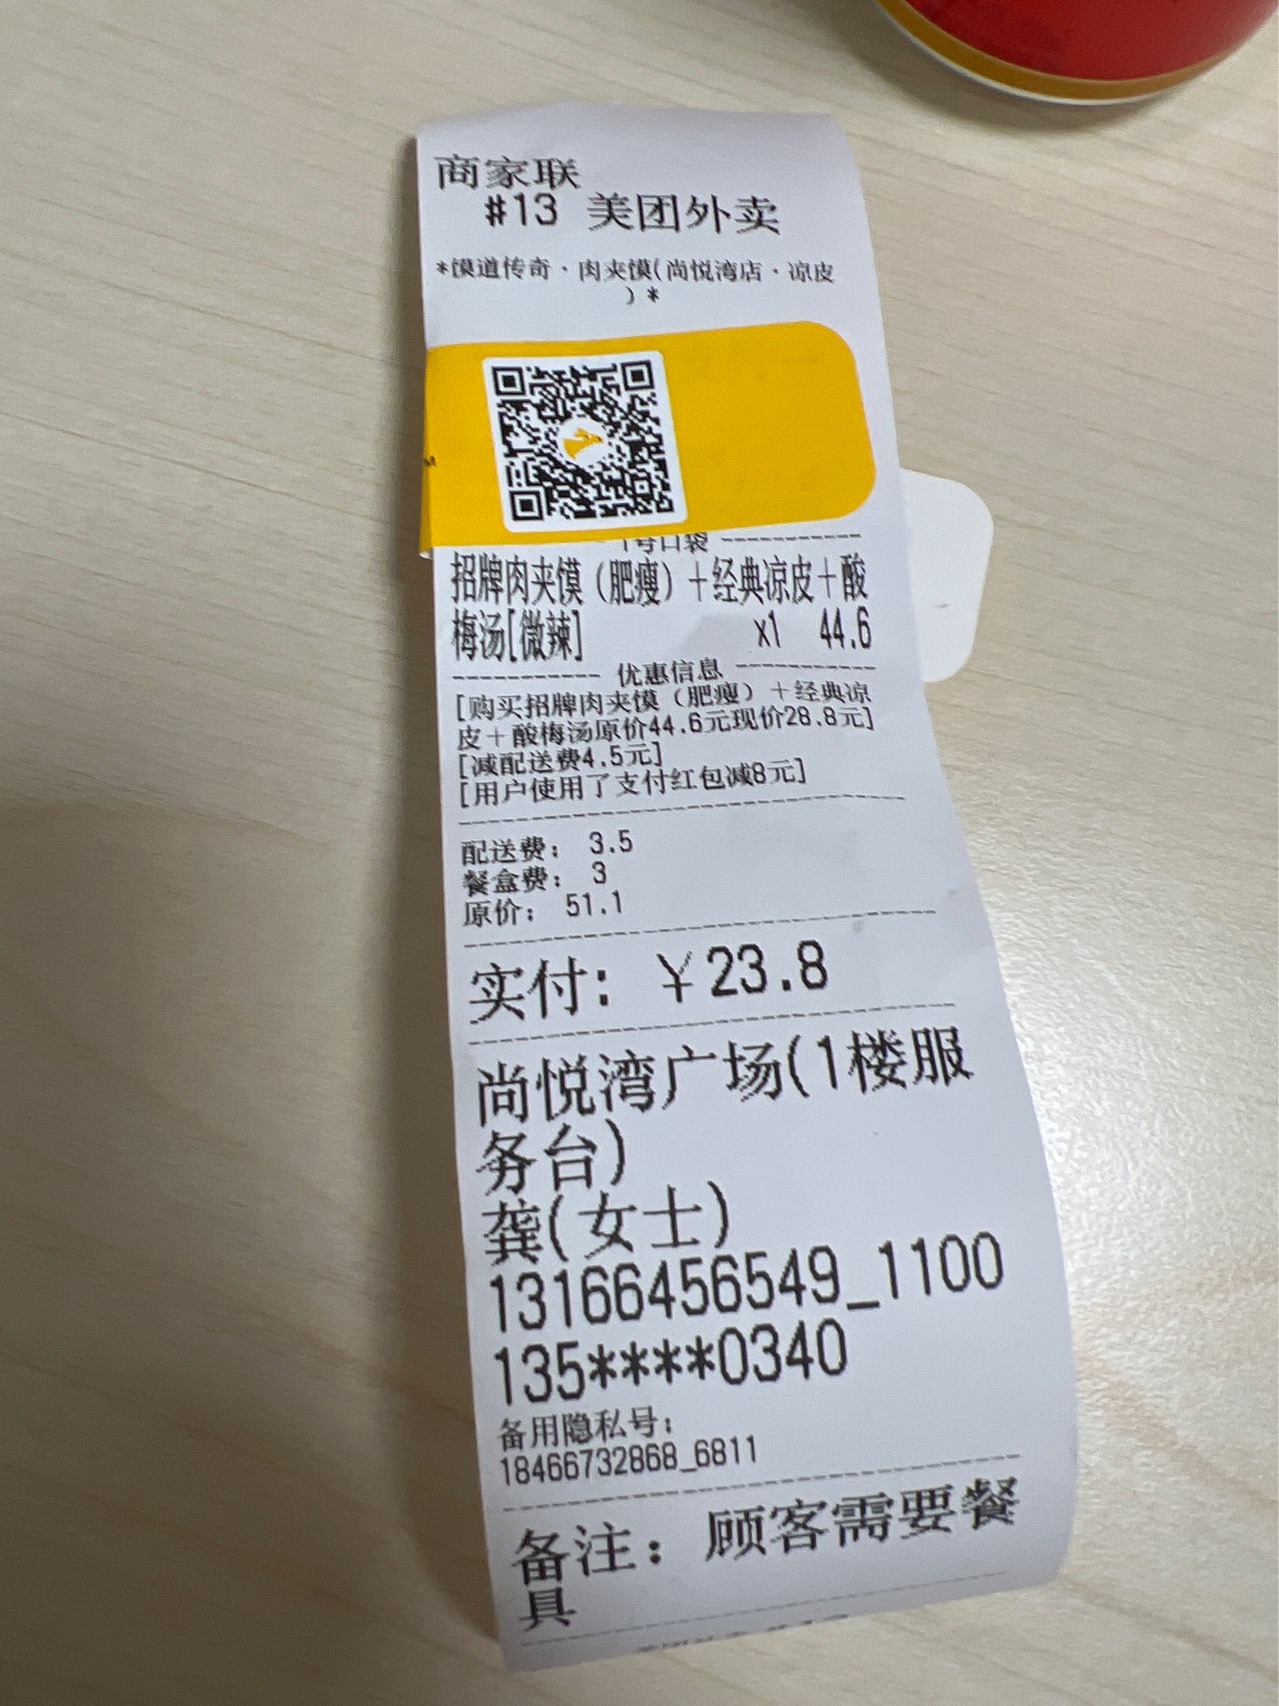 商家联
#13 美团外卖
*馍道传奇·肉夹馍(尚悦湾店·凉皮
)*
1号口袋
招牌肉夹馍（肥瘦）＋经典凉皮＋酸
梅汤[微辣] x1 44.6
优惠信息
[购买招牌肉夹馍（肥瘦）＋经典凉
皮＋酸梅汤原价44.6元现价28.8元]
[减配送费4.5元]
[用户使用了支付红包减8元]
配送费： 3.5
餐盒费： 3
原价： 51.1
实付： ￥23.8
尚悦湾广场(1楼服
务台)
龚(女士)
13166456549_1100
135****0340
备用隐私号：
18466732868_6811
备注： 顾客需要餐
具